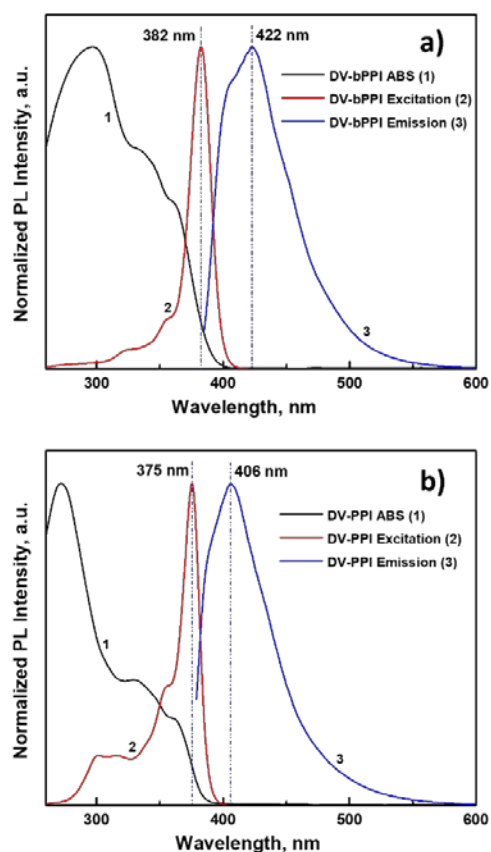 382 nm
422 nm
a)
DV-bPPI ABS (1)
DV-bPPI Excitation (2)
DV-bPPI Emission (3)
1
2
3
Normalized PL Intensity, a.u.
300
400
500
600
Wavelength, nm
375 nm
406 nm
b)
DV-PPI ABS (1)
DV-PPI Excitation (2)
DV-PPI Emission (3)
1
2
3
Normalized PL Intensity, a.u.
300
400
500
600
Wavelength, nm